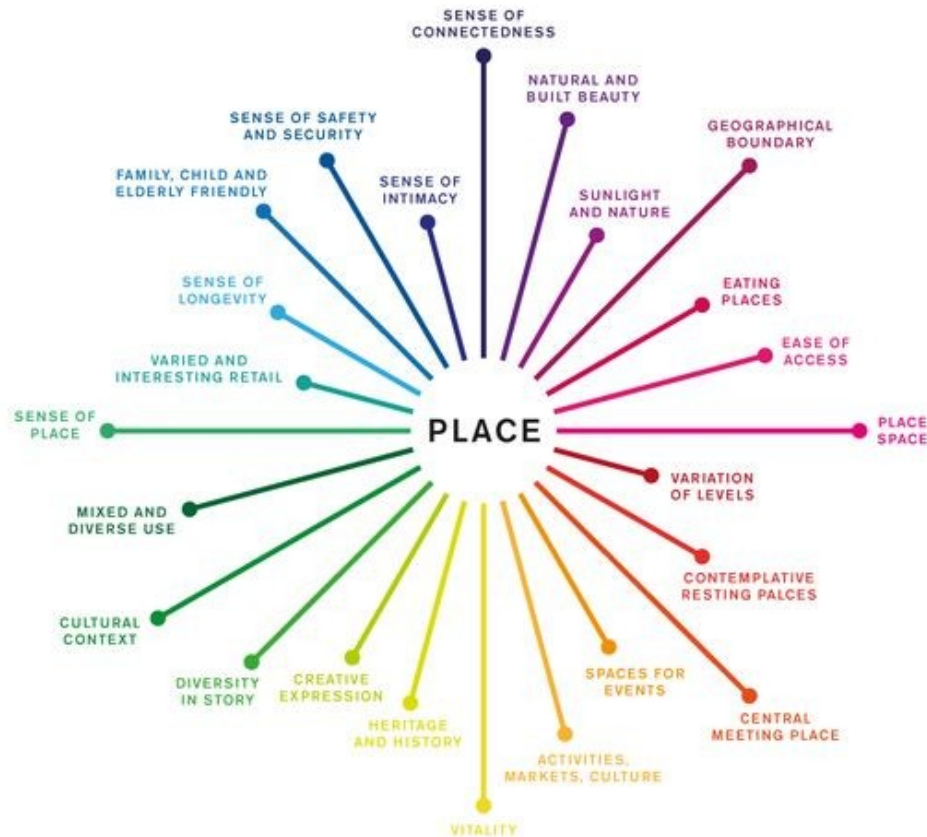 SENSE OF
CONNECTEDNESS
NATURAL AND
BUILT BEAUTY
GEOGRAPHICAL
BOUNDARY
SUNLIGHT
AND NATURE
EATING
PLACES
EASE OF
ACCESS
PLACE
SPACE
VARIATION
OF LEVELS
CONTEMPLATIVE
RESTING PALCES
CENTRAL
MEETING PLACE
SPACES FOR
EVENTS
ACTIVITIES,
MARKETS, CULTURE
VITALITY
HERITAGE
AND HISTORY
CREATIVE
EXPRESSION
DIVERSITY
IN STORY
CULTURAL
CONTEXT
MIXED AND
DIVERSE USE
SENSE OF
PLACE
VARIED AND
INTERESTING RETAIL
SENSE OF
LONGEVITY
FAMILY, CHILD AND
ELDERLY FRIENDLY
SENSE OF SAFETY
AND SECURITY
SENSE OF
INTIMACY
PLACE